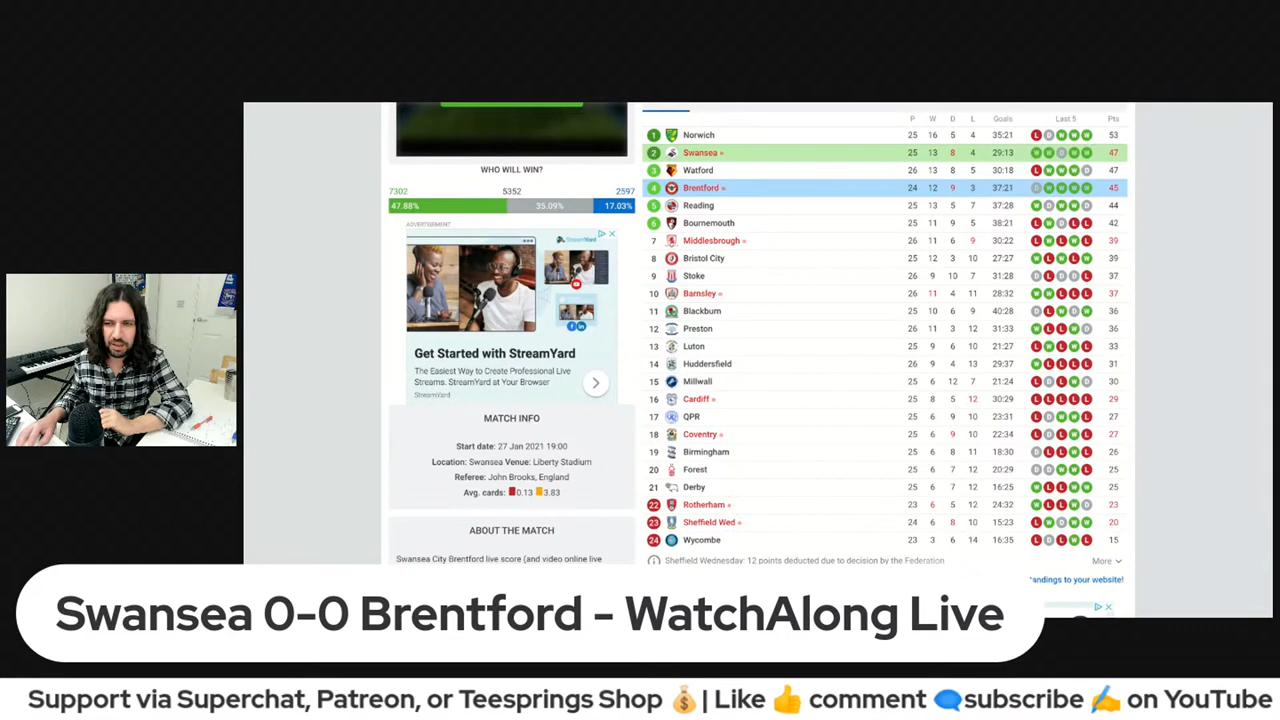 P W D L Goals Last 5 Pts
1 Norwich 25 16 5 4 35:21 L D W W W 53
2 Swansea 25 13 8 4 29:13 W W D W W 47
3 Watford 26 13 8 5 30:18 L W W W D 47
4 Brentford 24 12 9 3 37:21 D W W W W 45
5 Reading 25 13 5 7 37:28 W D W W D 44
6 Bournemouth 25 11 9 5 38:21 L W D L L 42
7 Middlesbrough 26 11 6 9 30:22 L W L W L 39
8 Bristol City 25 12 3 10 27:27 W L W L W 39
9 Stoke 26 9 10 7 31:28 D L D D L 37
10 Barnsley 26 11 4 11 28:32 W W L L L 37
11 Blackburn 25 10 6 9 40:28 D L W D W 36
12 Preston 26 11 3 12 31:33 W L L W D 36
13 Luton 25 9 6 10 21:27 L W L W L 33
14 Huddersfield 26 9 4 13 29:37 W L L L L 31
15 Millwall 25 6 12 7 21:24 L D L W D 30
16 Cardiff 25 8 5 12 30:29 L L L L L 29
17 QPR 25 6 9 10 23:31 L D W L W 27
18 Coventry 25 6 9 10 22:34 L D L W L 27
19 Birmingham 25 6 8 11 18:30 D L L W L 26
20 Forest 25 6 7 12 20:29 D D W W L 25
21 Derby 25 6 7 12 16:25 W L L W W 25
22 Rotherham 23 6 5 12 24:32 W L L W D 23
23 Sheffield Wed 24 6 8 10 15:23 L W D W W 20
24 Wycombe 23 3 6 14 16:35 L D L W L 15
Sheffield Wednesday: 12 points deducted due to decision by the Federation
More
andings to your website!
WHO WILL WIN?
7302 5352 2597
47.88% 35.09% 17.03%
ADVERTISEMENT
StreamYard
Get Started with StreamYard
The Easiest Way to Create Professional Live
Streams. StreamYard at Your Browser
StreamYard
MATCH INFO
Start date: 27 Jan 2021 19:00
Location: Swansea Venue: Liberty Stadium
Referee: John Brooks, England
Avg. cards: 0.13 3.83
ABOUT THE MATCH
Swansea City Brentford live score (and video online live
Swansea 0-0 Brentford - WatchAlong Live
Support via Superchat, Patreon, or Teesprings Shop 💰| Like 👍 comment 🗨️subscribe ✍️ on YouTube